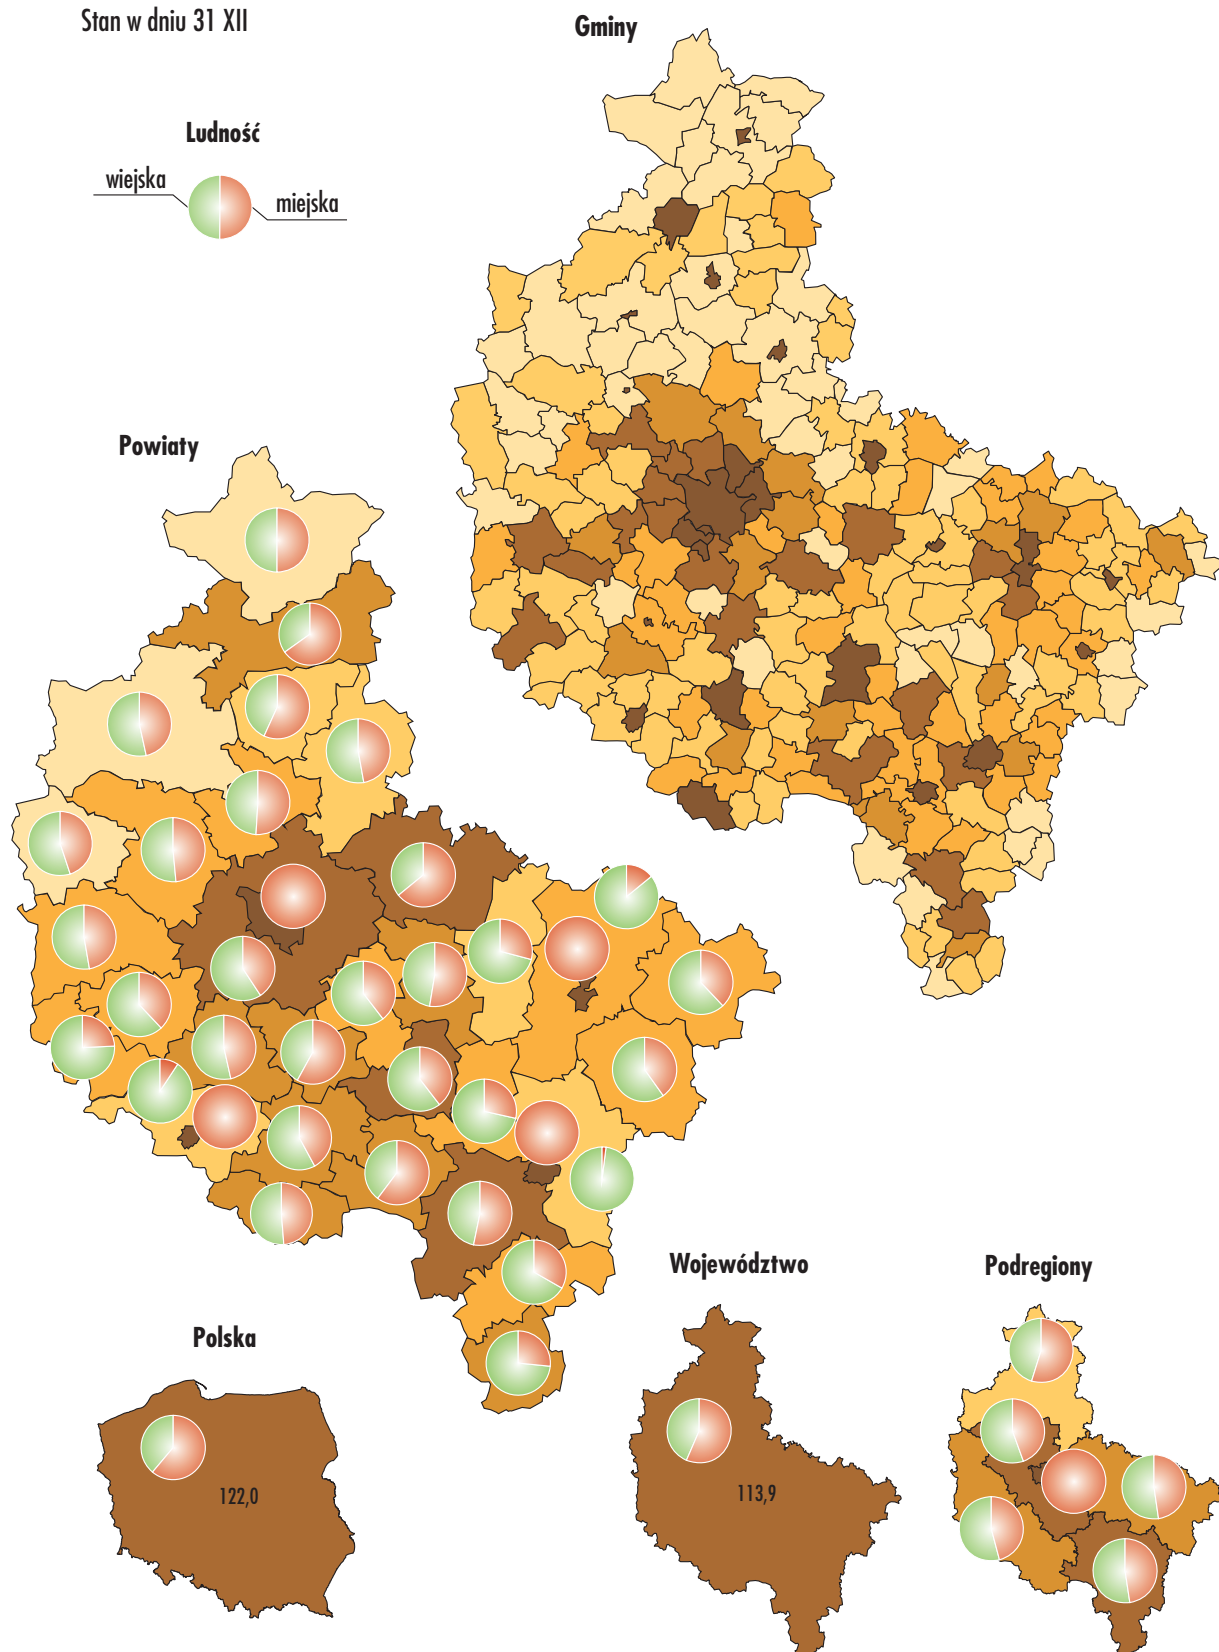 Stan w dniu 31 XII
Gminy
Ludność
wiejska
miejska
Powiaty
Województwo
Podregiony
Polska
122,0
113,9